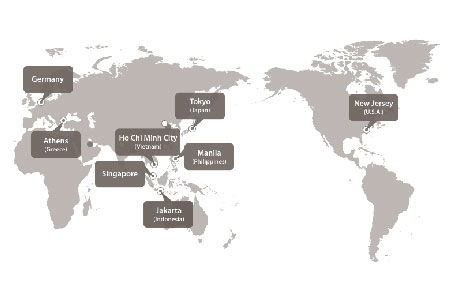 Germany
Tokyo
(Japan)
New Jersey
(U.S.A.)
Athens
(Greece)
Ho Chi Minh City
(Vietnam)
Manila
(Philippines)
Singapore
Jakarta
(Indonesia)